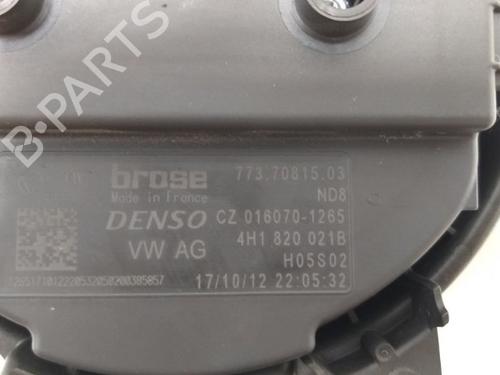 brose 773.70815.03
Made in France ND8
DENSO CZ 016070-1265
VW AG 4H1 820 021B
H05S02
17/10/12 22:05:32
B-PARTS